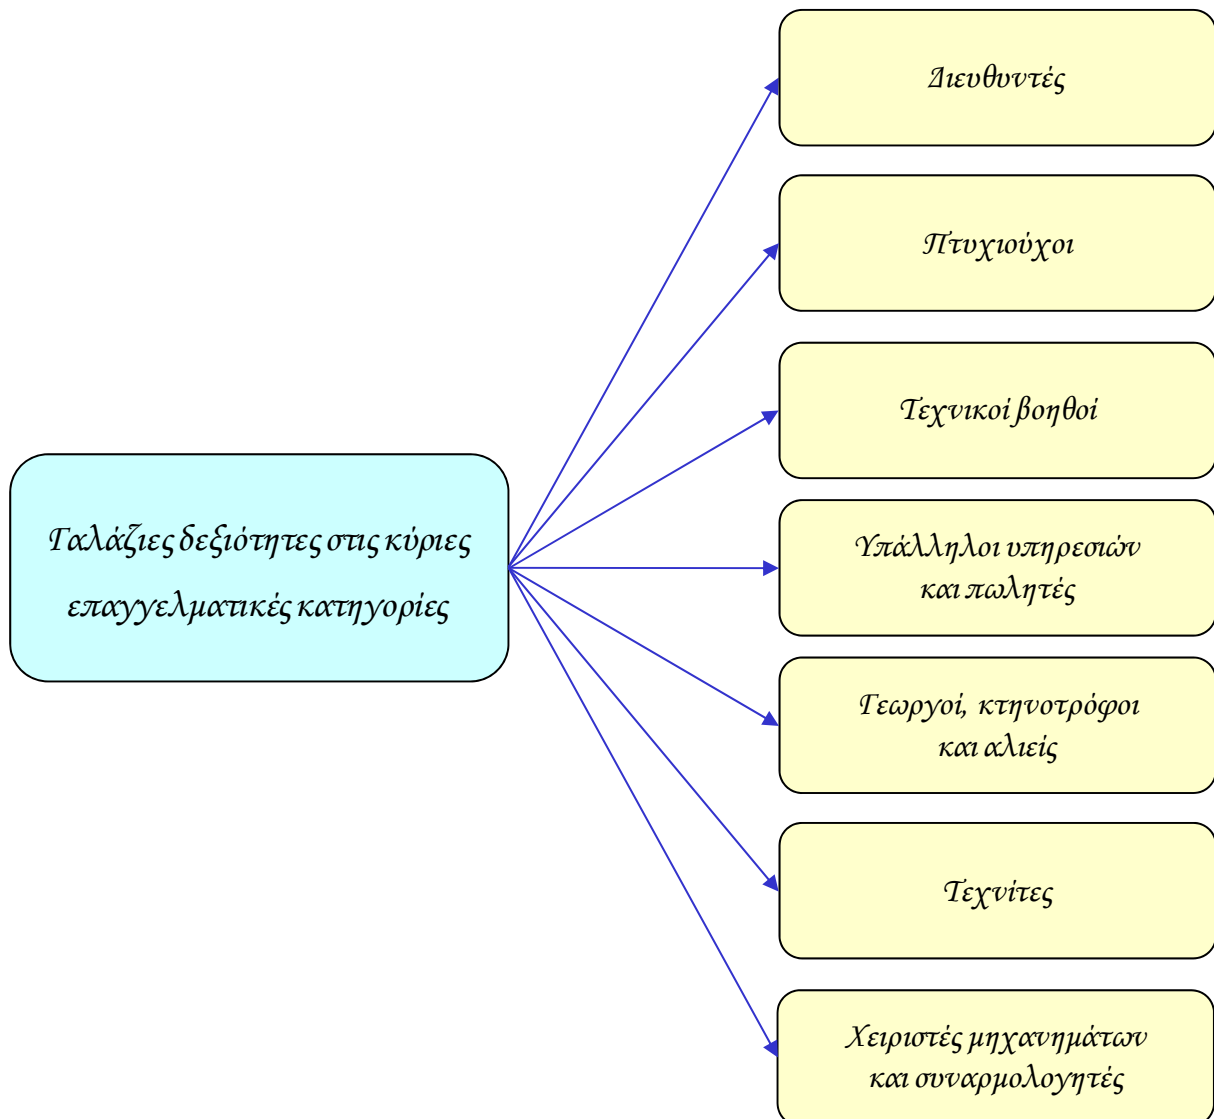 Διευθυντές
Πτυχιούχοι
Τεχνικοί βοηθοί
Γαλάζιες δεξιότητες στις κύριες
επαγγελματικές κατηγορίες
Υπάλληλοι υπηρεσιών
και πωλητές
Γεωργοί, κτηνοτρόφοι
και αλιείς
Τεχνίτες
Χειριστές μηχανημάτων
και συναρμολογητές